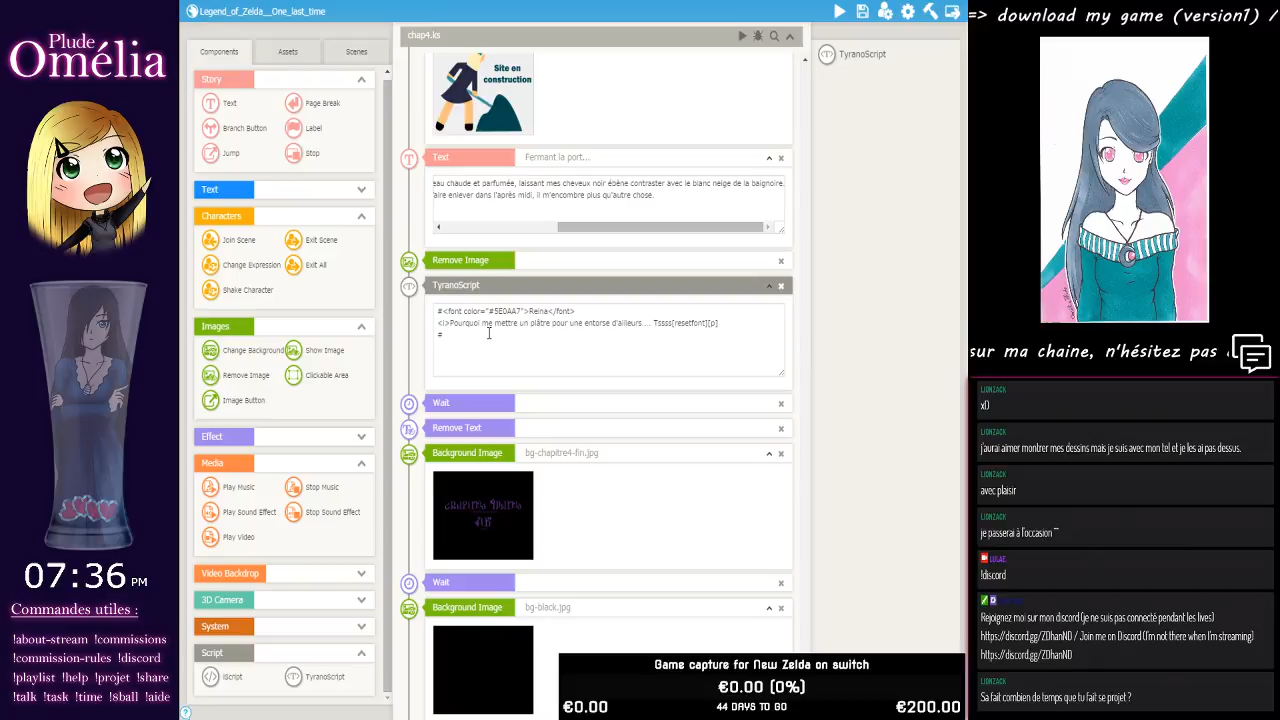 Plude
Omélia
07:36 PM
Commandes utiles :
!about-stream !commissions
!commission-rules !discord
!playlist !help !projet !share
!talk !task !time !8ball !aide
Legend_of_Zelda__One_last_time
Components
Assets
Scenes
Story
Text
Page Break
Branch Button
Label
Jump
Stop
Text
Characters
Join Scene
Exit Scene
Change Expression
Exit All
Shake Character
Images
Change Background
Show Image
Remove Image
Clickable Area
Image Button
Effect
Media
Play Music
Stop Music
Play Sound Effect
Stop Sound Effect
Play Video
Video Backdrop
3D Camera
System
Script
iScript
TyranoScript
chap4.ks
Site en
construction
Text
Fermant la port...
eau chaude et parfumée, laissant mes cheveux noir ébène contraster avec le blanc neige de la baignoire.
aire enlever dans l'après midi, il m'encombre plus qu'autre chose.
Remove Image
TyranoScript
#<font color="#5E0AA7">Reina</font>
<i>Pourquoi me mettre un plâtre pour une entorse d'ailleurs.... Tssss[resetfont][p]
#
Wait
Remove Text
Background Image
bg-chapitre4-fin.jpg
Wait
Background Image
bg-black.jpg
TyranoScript
Game capture for New Zelda on switch
€0.00 (0%)
€0.00
44 DAYS TO GO
€200.00
=> download my game (version1) /
sur ma chaine, n'hésitez pas
LIONZACK
xD
LIONZACK
j'aurai aimer montrer mes dessins mais je suis avec mon tel et je les ai pas dessus.
LIONZACK
avec plaisir
LIONZACK
je passerai à l'occasion ~
!discord
Rejoignez moi sur mon discord (je ne suis pas connecté pendant les lives)
https://discord.gg/ZDhanND / Join me on Discord (I'm not there when I'm streaming)
https://discord.gg/ZDhanND
LIONZACK
Sa fait combien de temps que tu fait se projet ?